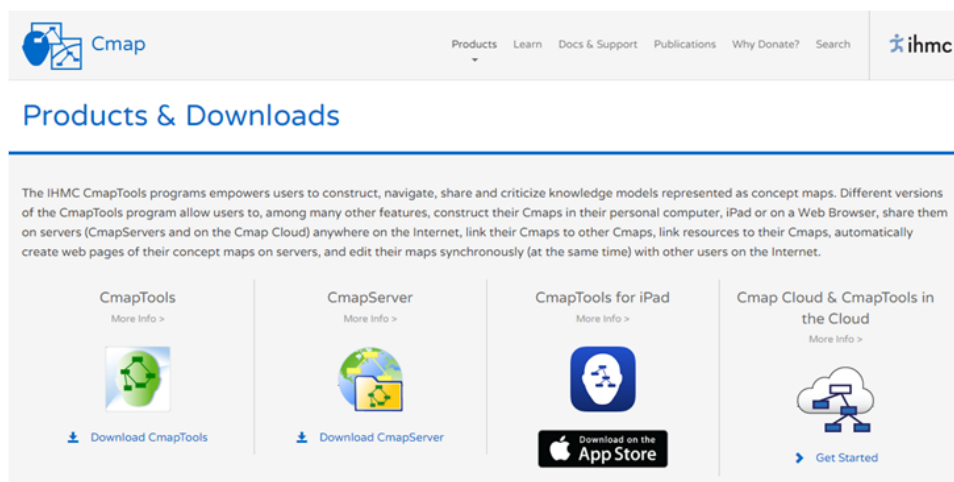 Cmap
Products Learn Docs & Support Publications Why Donate? Search
ihmc
Products & Downloads
The IHMC CmapTools programs empowers users to construct, navigate, share and criticize knowledge models represented as concept maps. Different versions
of the CmapTools program allow users to, among many other features, construct their Cmaps in their personal computer, iPad or on a Web Browser, share them
on servers (CmapServers and on the Cmap Cloud) anywhere on the Internet, link their Cmaps to other Cmaps, link resources to their Cmaps, automatically
create web pages of their concept maps on servers, and edit their maps synchronously (at the same time) with other users on the Internet.
CmapTools
More Info >
Download CmapTools
CmapServer
More Info >
Download CmapServer
CmapTools for iPad
More Info >
Download on the
App Store
Cmap Cloud & CmapTools in
the Cloud
More Info >
Get Started